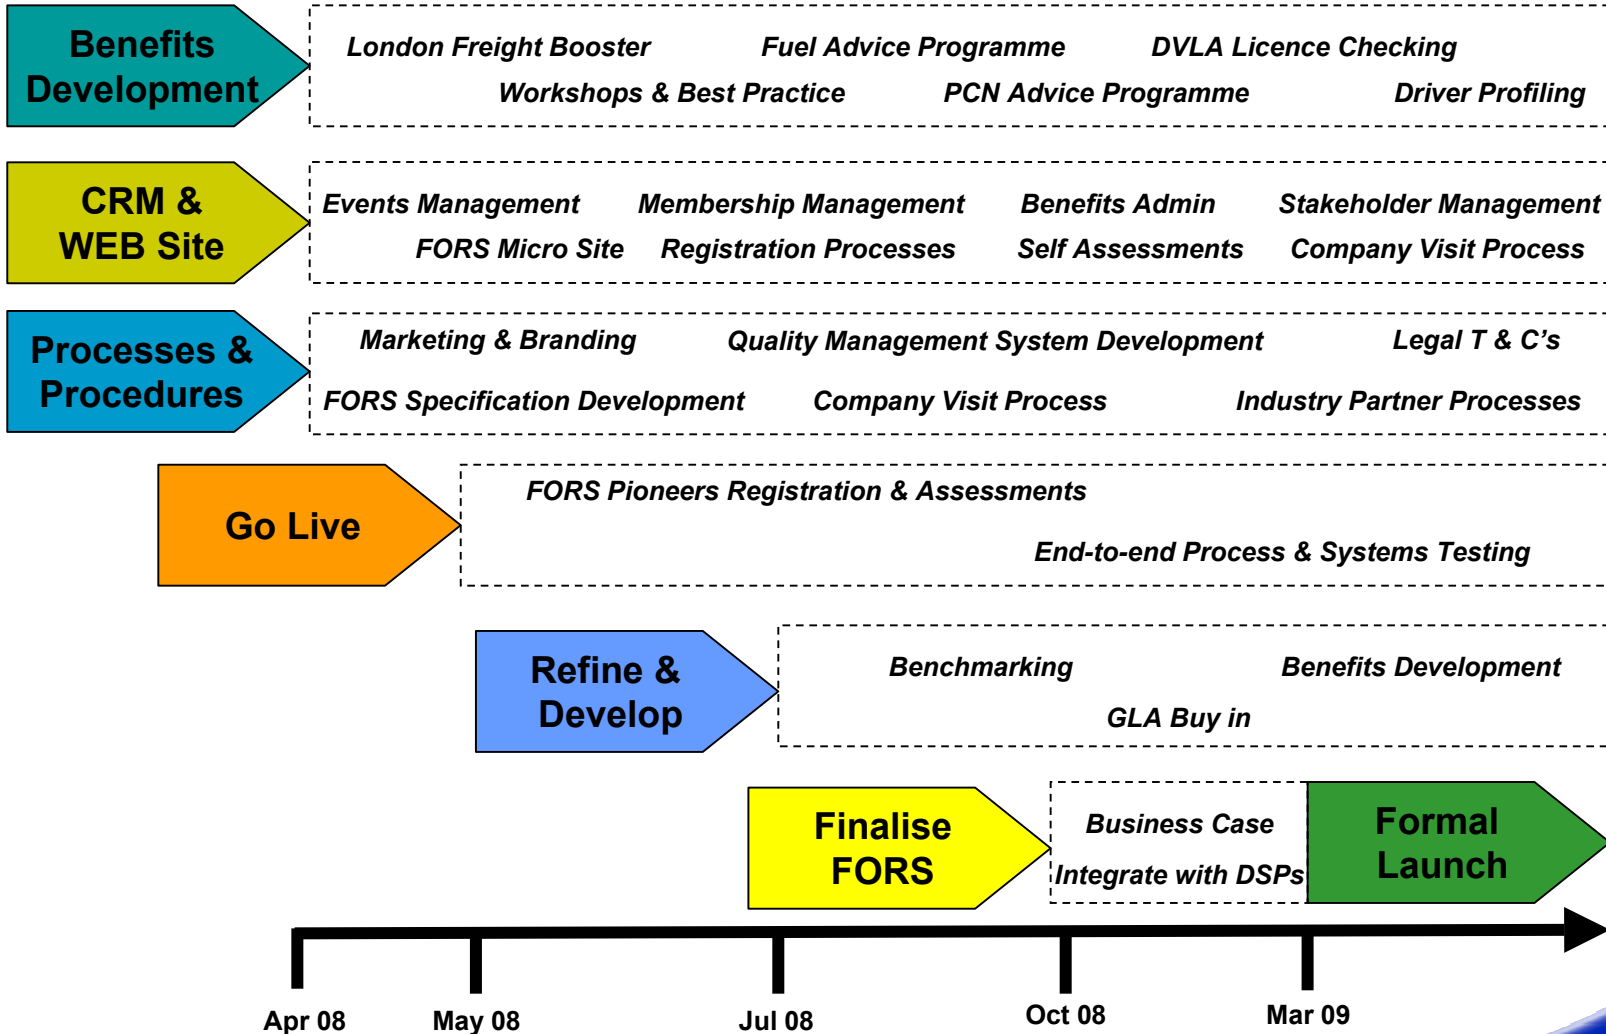 Benefits
Development
London Freight Booster
Fuel Advice Programme
DVLA Licence Checking
Workshops & Best Practice
PCN Advice Programme
Driver Profiling
CRM &
WEB Site
Events Management
Membership Management
Benefits Admin
Stakeholder Management
FORS Micro Site
Registration Processes
Self Assessments
Company Visit Process
Processes &
Procedures
Marketing & Branding
Quality Management System Development
Legal T & C's
FORS Specification Development
Company Visit Process
Industry Partner Processes
Go Live
FORS Pioneers Registration & Assessments
End-to-end Process & Systems Testing
Refine &
Develop
Benchmarking
Benefits Development
GLA Buy in
Finalise
FORS
Business Case
Integrate with DSPs
Formal
Launch
Apr 08
May 08
Jul 08
Oct 08
Mar 09